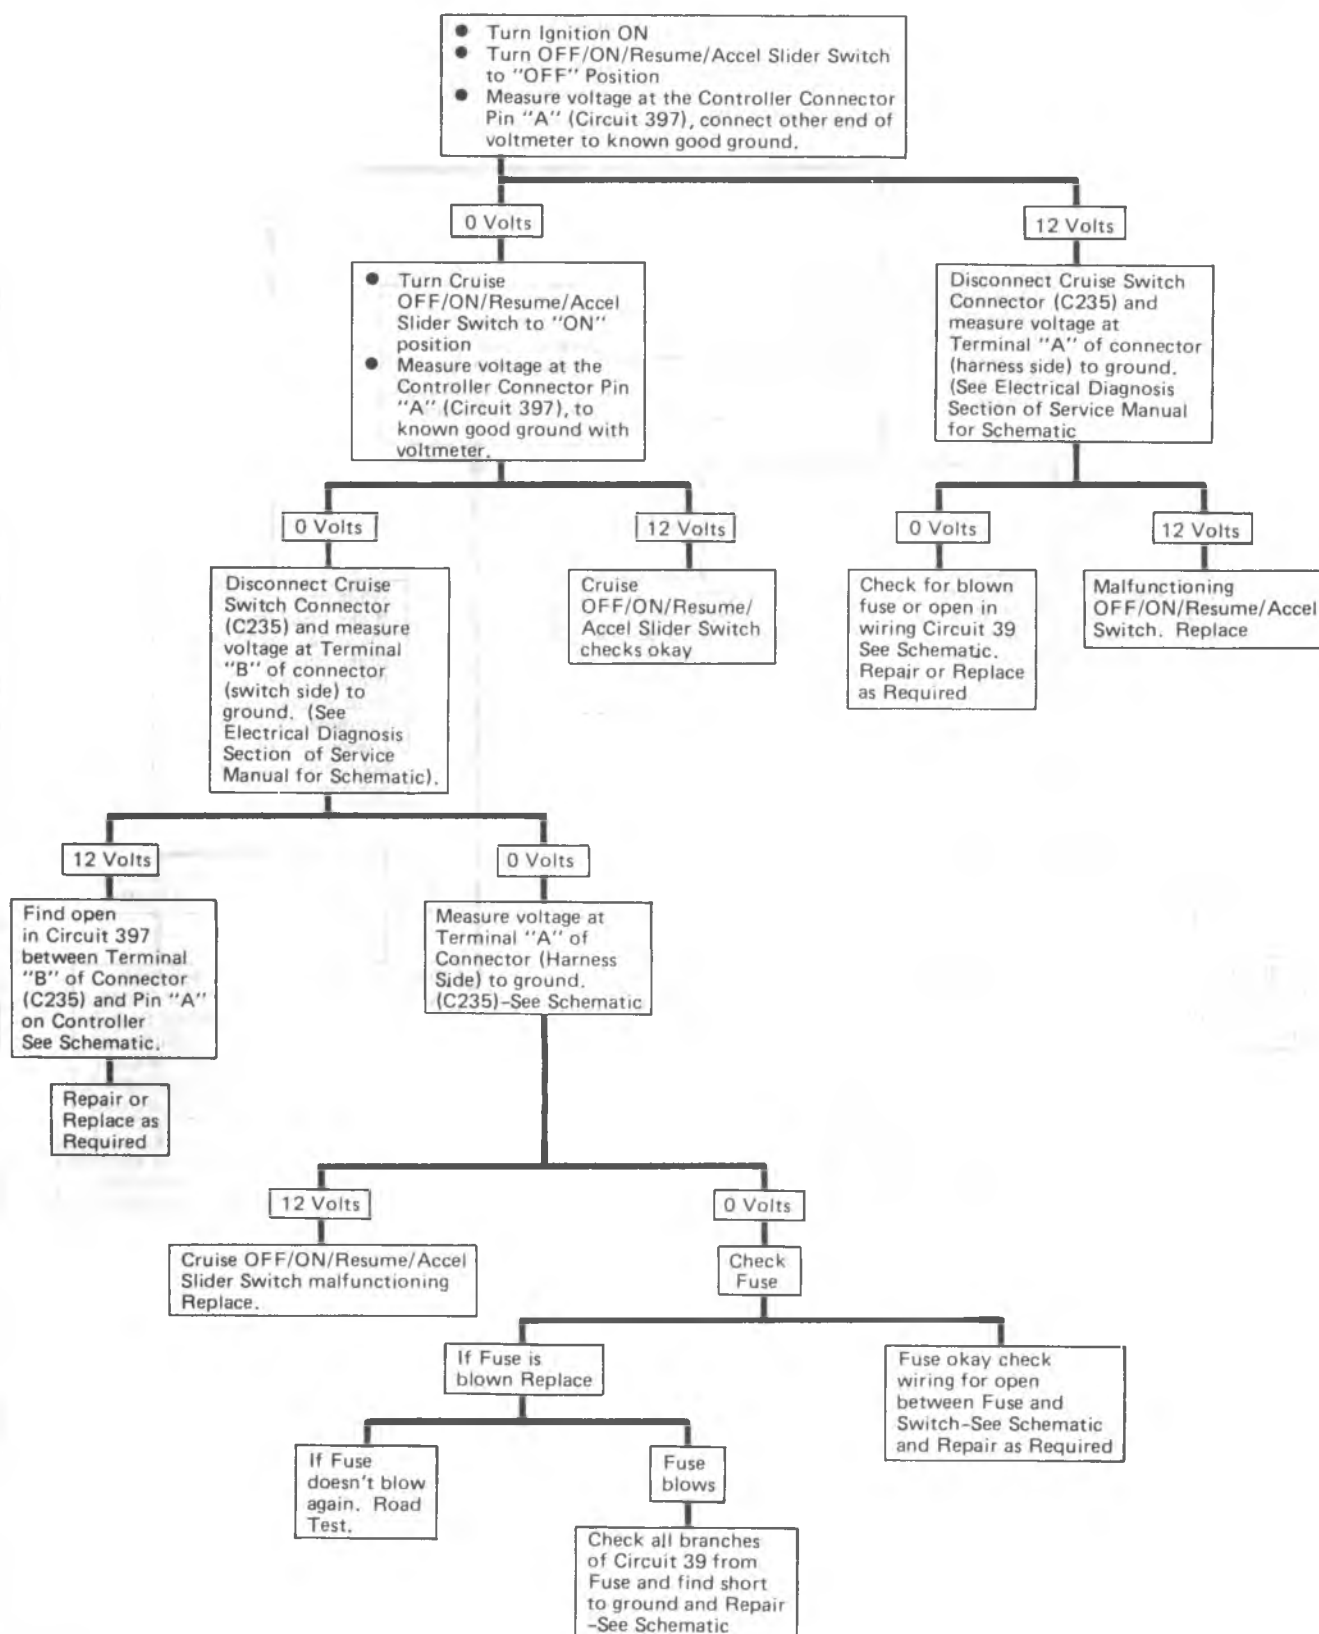 ● Turn Ignition ON
● Turn OFF/ON/Resume/Accel Slider Switch
to "OFF" Position
● Measure voltage at the Controller Connector
Pin "A" (Circuit 397), connect other end of
voltmeter to known good ground.
0 Volts
12 Volts
● Turn Cruise
OFF/ON/Resume/Accel
Slider Switch to "ON"
position
● Measure voltage at the
Controller Connector Pin
"A" (Circuit 397), to
known good ground with
voltmeter.
Disconnect Cruise Switch
Connector (C235) and
measure voltage at
Terminal "A" of connector
(harness side) to ground.
(See Electrical Diagnosis
Section of Service Manual
for Schematic
0 Volts
12 Volts
0 Volts
12 Volts
Disconnect Cruise
Switch Connector
(C235) and measure
voltage at Terminal
"B" of connector
(switch side) to
ground. (See
Electrical Diagnosis
Section of Service
Manual for Schematic).
Cruise
OFF/ON/Resume/
Accel Slider Switch
checks okay
Check for blown
fuse or open in
wiring Circuit 39
See Schematic.
Repair or Replace
as Required
Malfunctioning
OFF/ON/Resume/Accel
Switch. Replace
12 Volts
0 Volts
Find open
in Circuit 397
between Terminal
"B" of Connector
(C235) and Pin "A"
on Controller
See Schematic.
Measure voltage at
Terminal "A" of
Connector (Harness
Side) to ground.
(C235)-See Schematic
Repair or
Replace as
Required
12 Volts
0 Volts
Cruise OFF/ON/Resume/Accel
Slider Switch malfunctioning
Replace.
Check
Fuse
If Fuse is
blown Replace
Fuse okay check
wiring for open
between Fuse and
Switch-See Schematic
and Repair as Required
If Fuse
doesn't blow
again. Road
Test.
Fuse
blows
Check all branches
of Circuit 39 from
Fuse and find short
to ground and Repair
-See Schematic